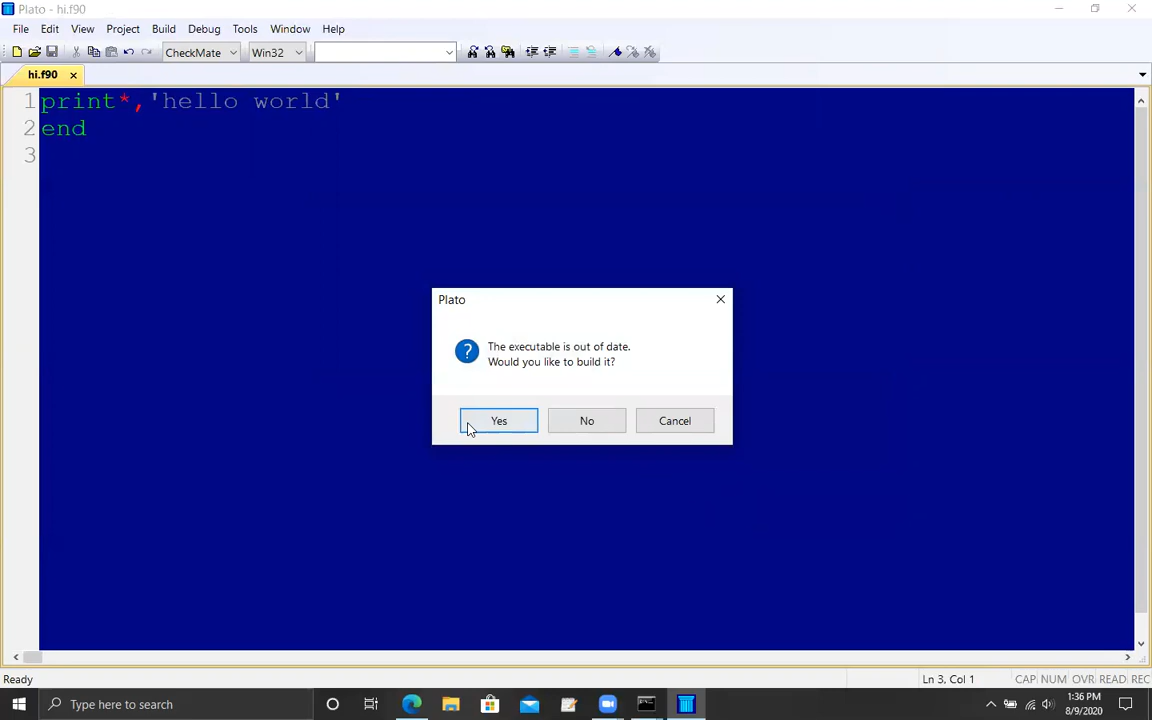 Plato - hi.f90
File Edit View Project Build Debug Tools Window Help
CheckMate Win32
hi.f90
1 print*,'hello world'
2 end
3
Plato
The executable is out of date.
Would you like to build it?
Yes No Cancel
Ready Ln 3, Col 1 CAP NUM OVR READ REC
Type here to search
1:36 PM
8/9/2020